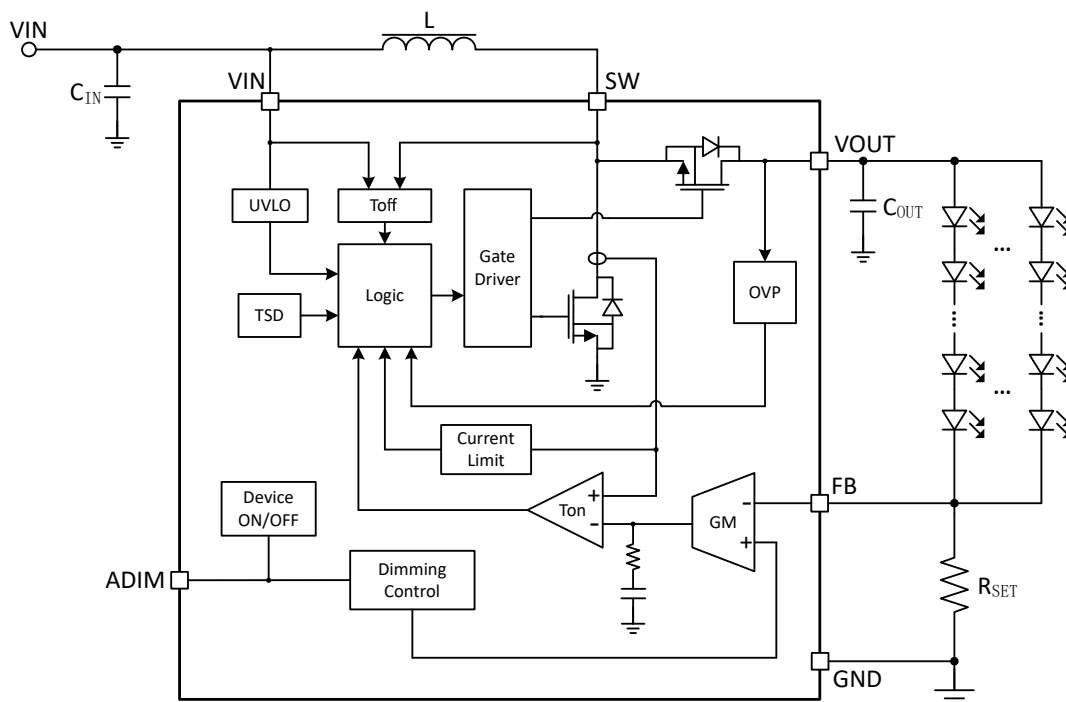 VIN
L
C_IN
VIN
SW
VOUT
UVLO
Toff
Gate
Driver
C_OUT
...
Logic
OVP
TSD
...
...
...
Current
Limit
Device
ON/OFF
+
Ton
-
-
GM
+
FB
ADIM
Dimming
Control
R_SET
GND